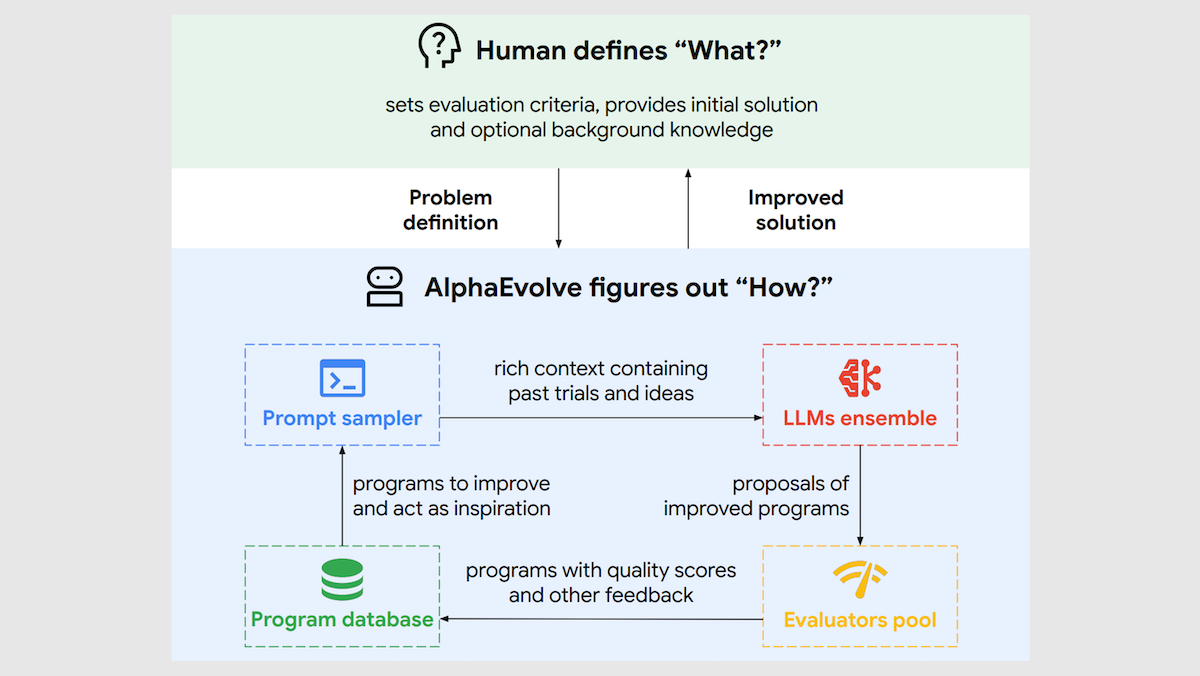 Human defines “What?”
sets evaluation criteria, provides initial solution
and optional background knowledge
Problem
definition
Improved
solution
AlphaEvolve figures out “How?”
Prompt sampler
rich context containing
past trials and ideas
LLMs ensemble
programs to improve
and act as inspiration
proposals of
improved programs
Program database
programs with quality scores
and other feedback
Evaluators pool